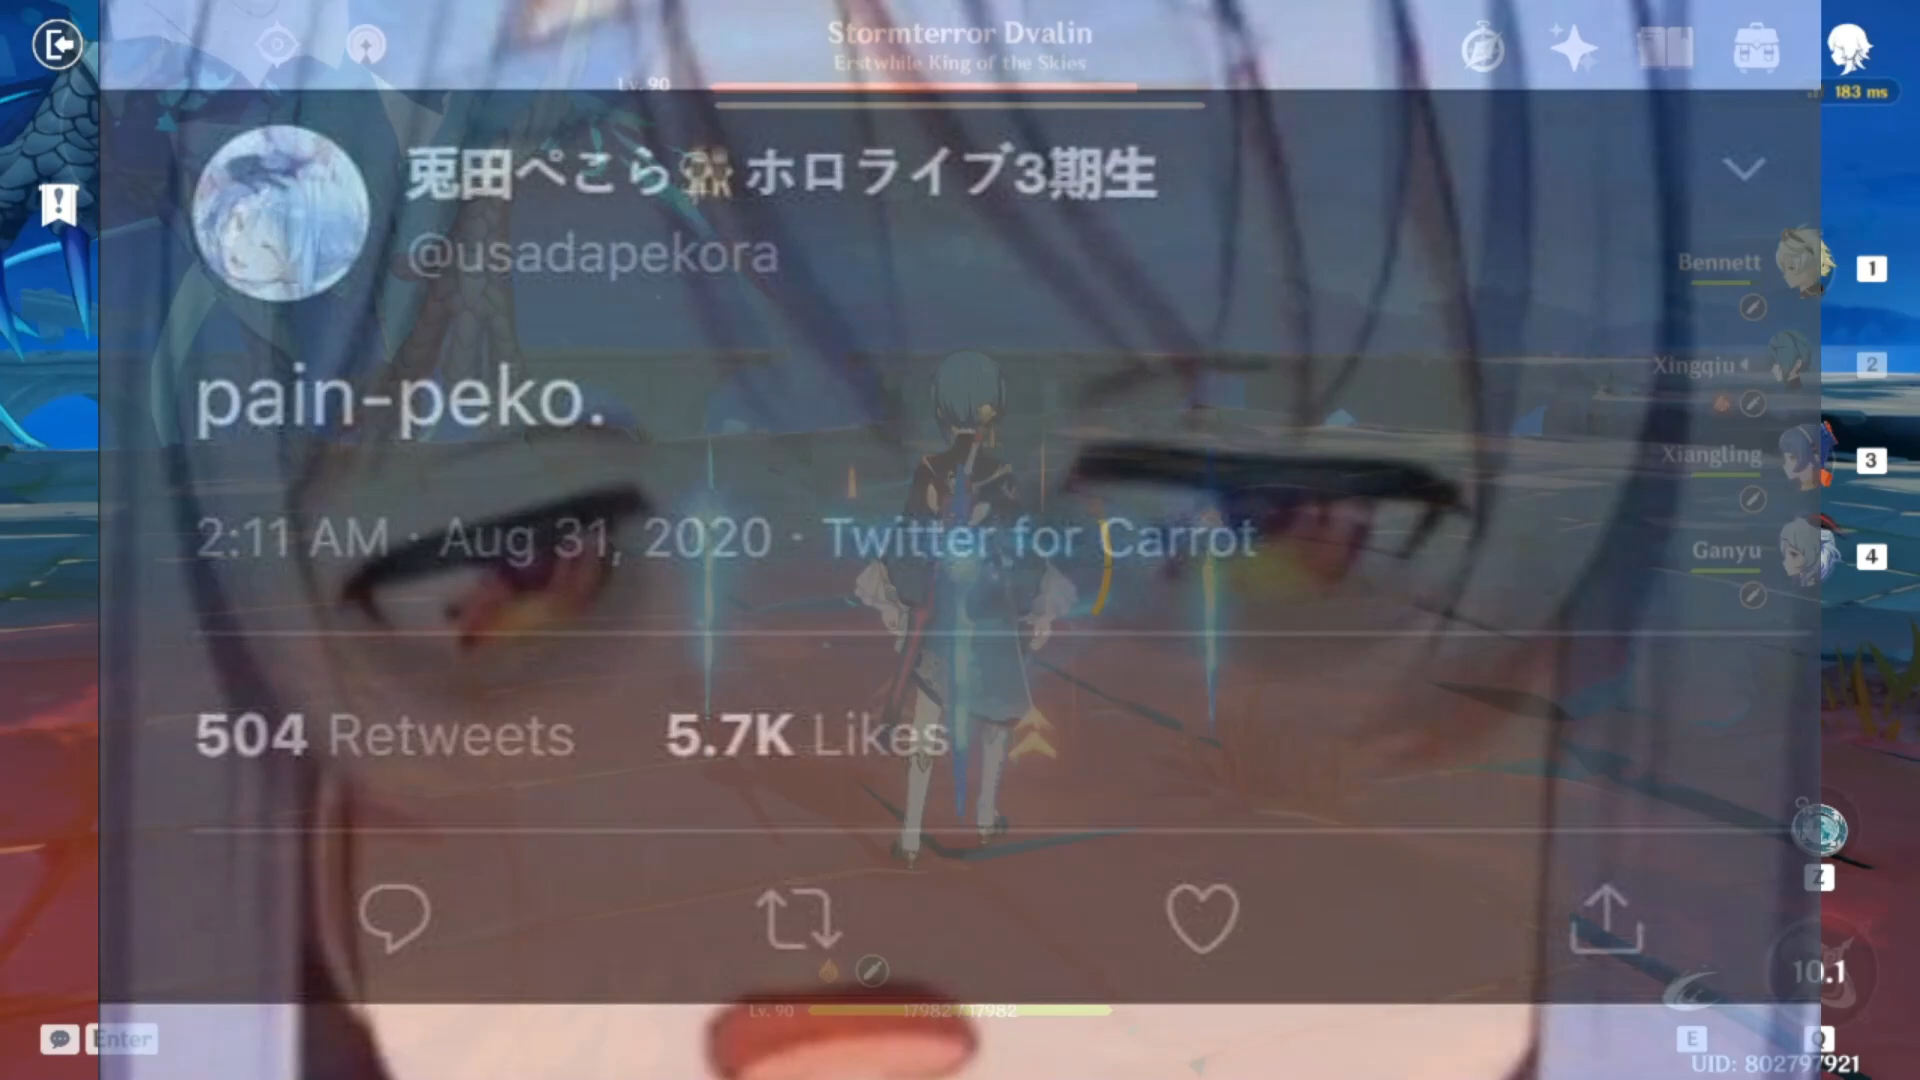 Stormterror Dvalin
Erstwhile King of the Skies
Lv. 90
183 ms
兎田ぺこら👯ホロライブ3期生
@usadapekora
Bennett
1
pain-peko.
Xingqiu
2
Xiangling
3
2:11 AM · Aug 31, 2020 · Twitter for Carrot
Ganyu
4
504 Retweets 5.7K Likes
Z
10.1
Lv. 90 17982 / 17982
Enter
E
Q
UID: 802797921